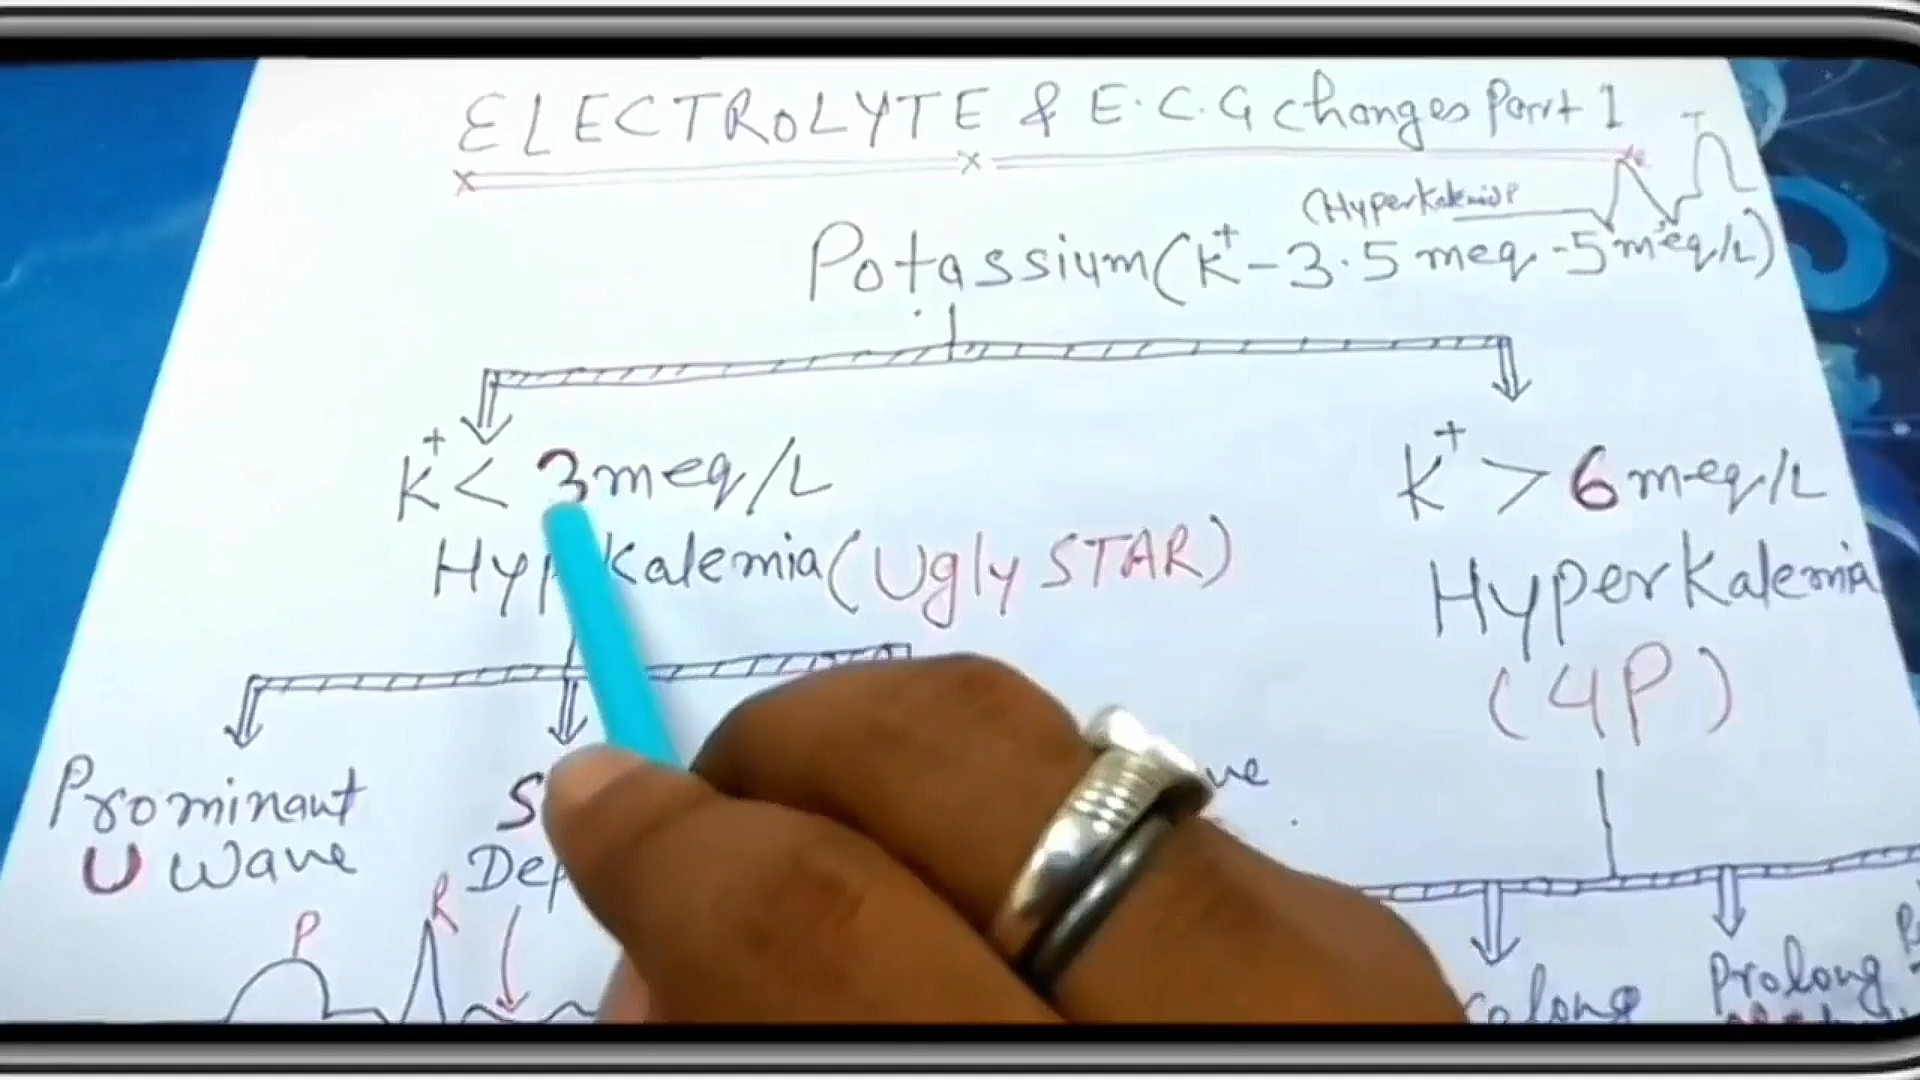 ELECTROLYTE & E.C.G changes Part 1
T
Potassium (K+ - 3.5 meq - 5 meq/L)
K+ < 3 meq/L
K+ > 6 meq/L
kalemia (Ugly STAR)
Hyperkalemia
(4P)
Prominant
U wave
P
R
Prolong